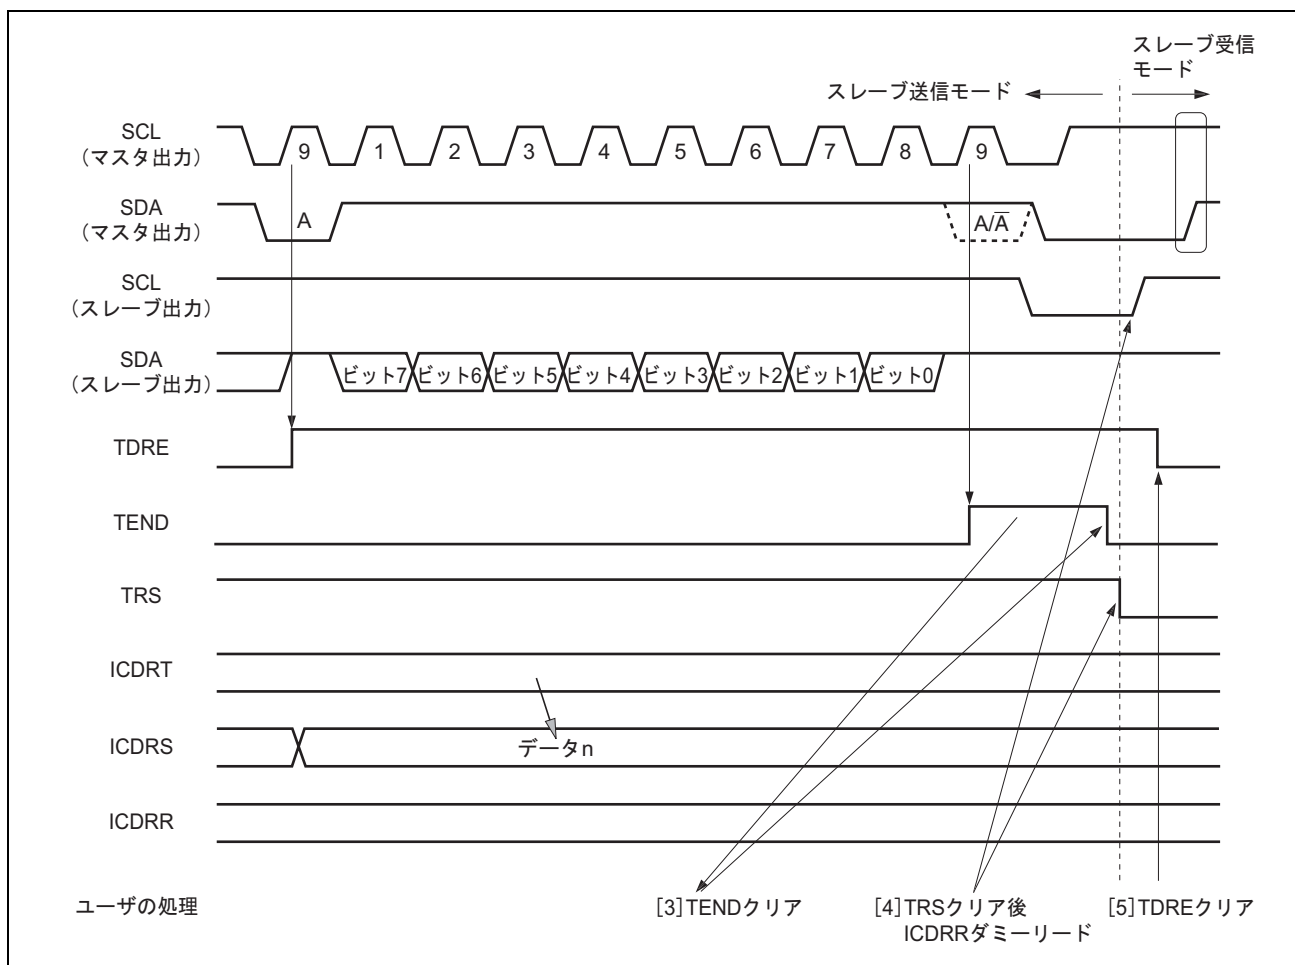 スレーブ受信
モード
スレーブ送信モード
SCL
（マスタ出力）
9 1 2 3 4 5 6 7 8 9
SDA
（マスタ出力）
A A/A̅
SCL
（スレーブ出力）
SDA
（スレーブ出力）
ビット7 ビット6 ビット5 ビット4 ビット3 ビット2 ビット1 ビット0
TDRE
TEND
TRS
ICDRT
ICDRS
データn
ICDRR
ユーザの処理
[3]TENDクリア
[4]TRSクリア後
ICDRRダミーリード
[5]TDREクリア